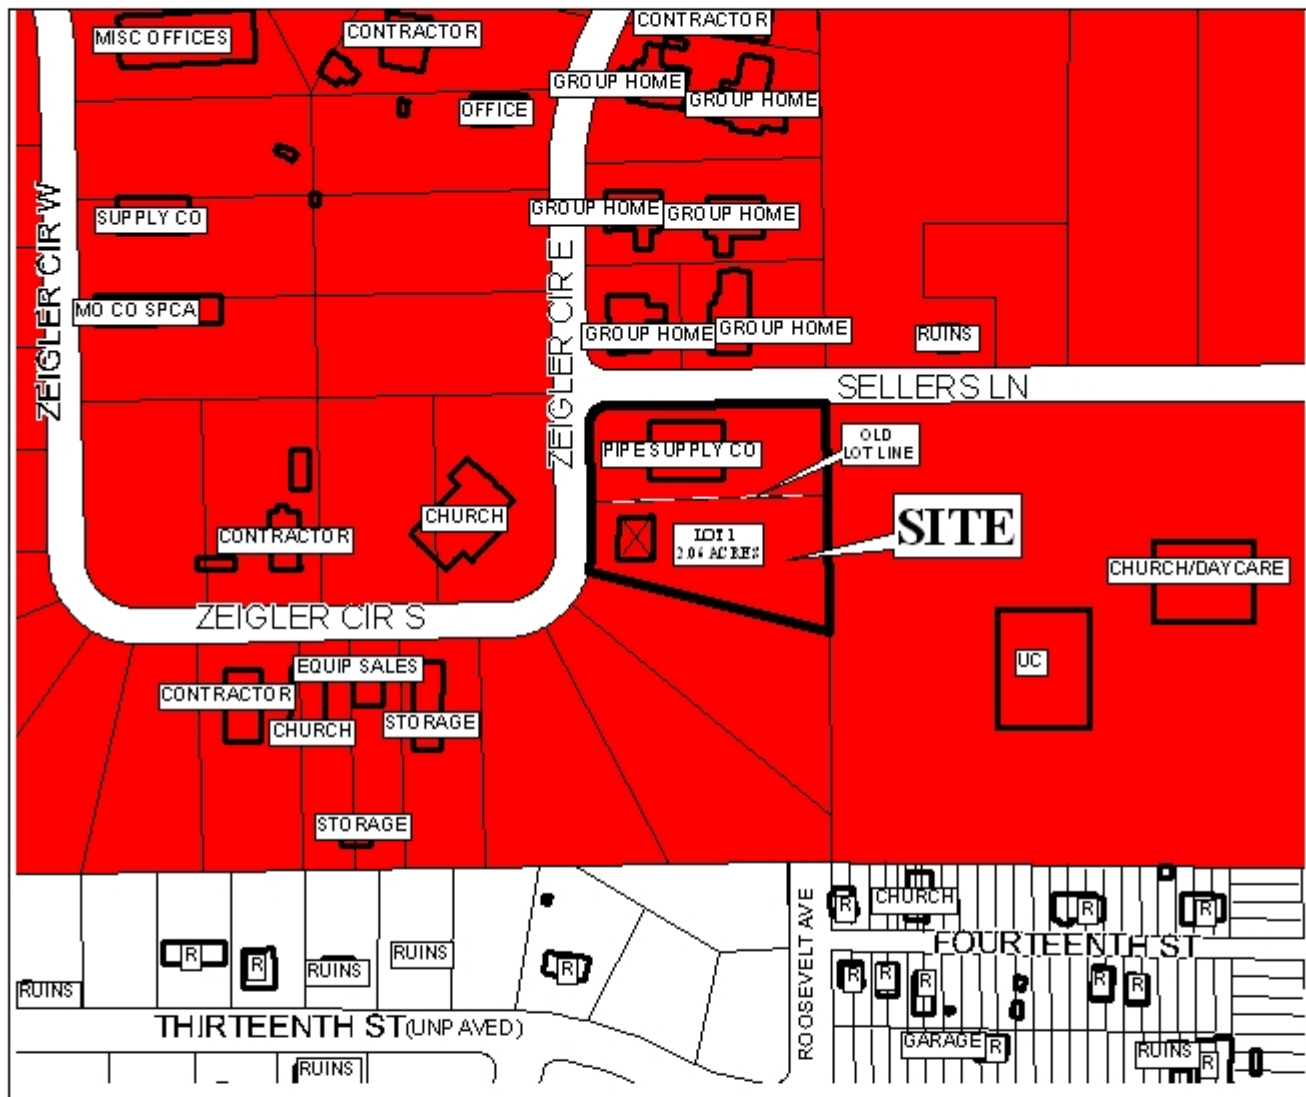 MISC OFFICES
CONTRACTOR
CONTRACTOR
GROUP HOME
GROUP HOME
OFFICE
ZEIGLER CIR W
SUPPLY CO
GROUP HOME
GROUP HOME
ZEIGLER CIR E
MO CO SPCA
GROUP HOME
GROUP HOME
RUINS
SELLERS LN
PIPE SUPPLY CO
OLD
LOT LINE
CHURCH
CONTRACTOR
LOT 1
2.06 ACRES
SITE
CHURCH/DAYCARE
ZEIGLER CIR S
UC
EQUIP SALES
CONTRACTOR
CHURCH
STORAGE
STORAGE
R
R
RUINS
RUINS
R
RUINS
THIRTEENTH ST (UNPAVED)
RUINS
ROOSEVELT AVE
R
CHURCH
R
R
FOURTEENTH ST
R
R
R
R
R
GARAGE
R
RUINS
R